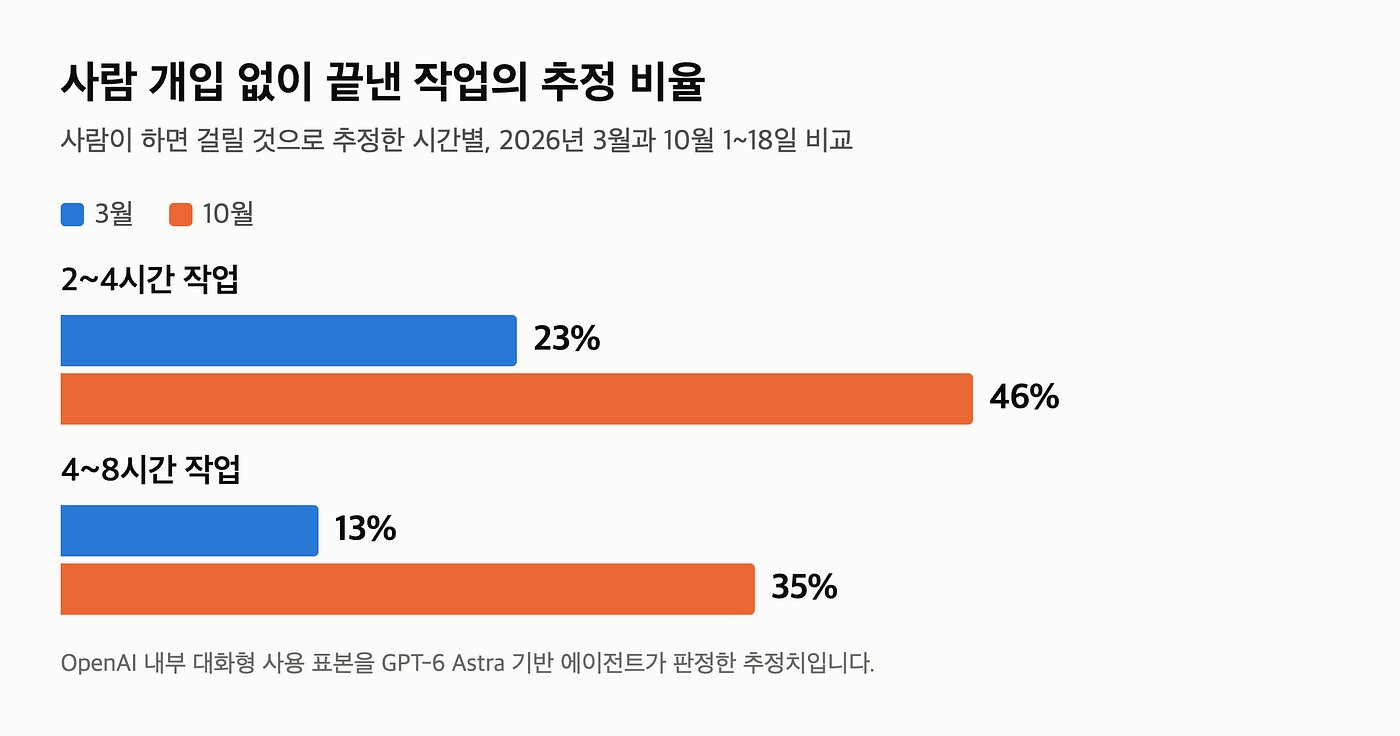 사람 개입 없이 끝낸 작업의 추정 비율
사람이 하면 걸릴 것으로 추정한 시간별, 2026년 3월과 10월 1~18일 비교
3월 10월
2~4시간 작업
23%
46%
4~8시간 작업
13%
35%
OpenAI 내부 대화형 사용 표본을 GPT-6 Astra 기반 에이전트가 판정한 추정치입니다.